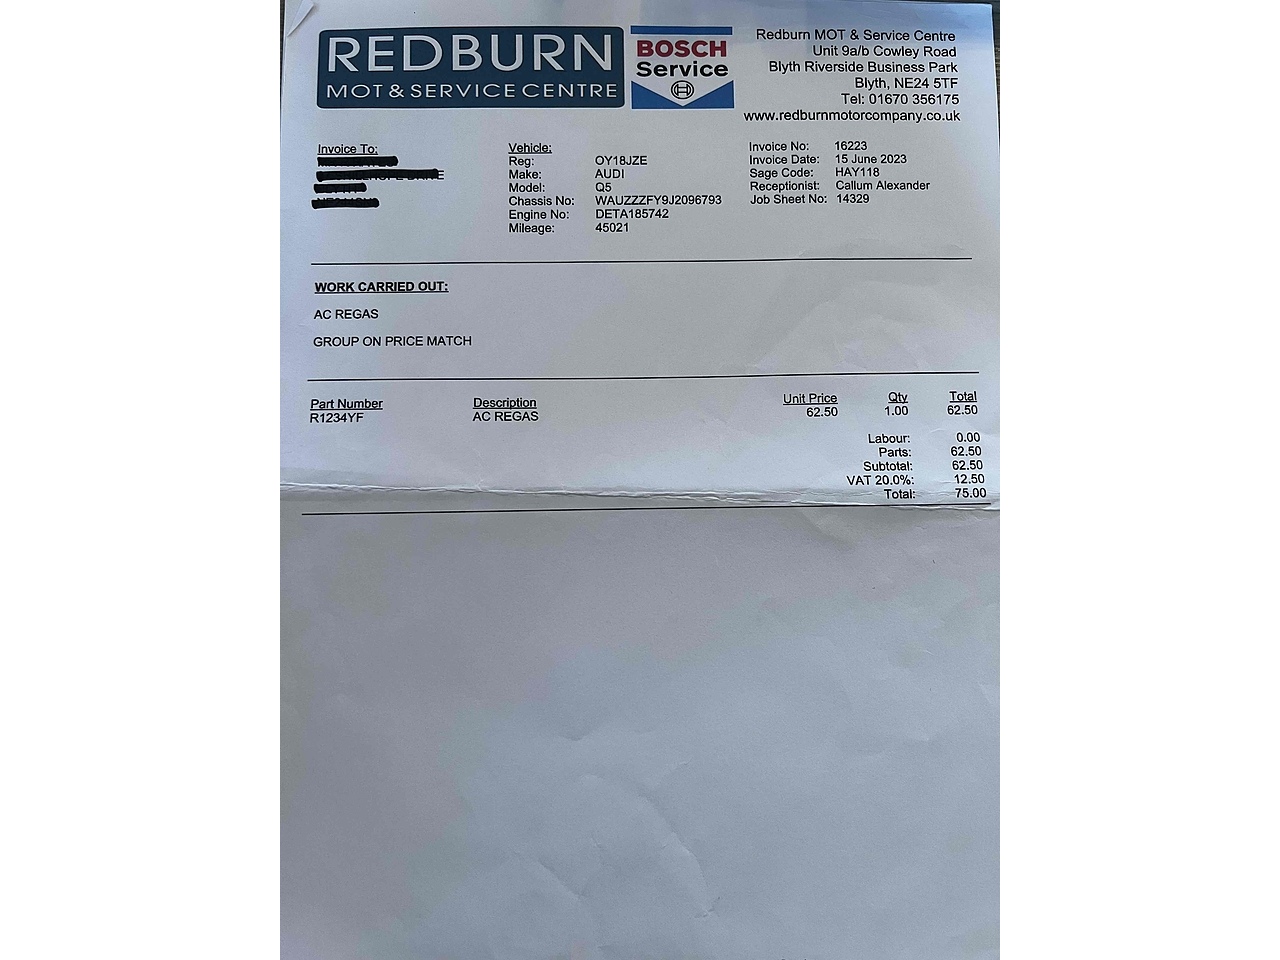 REDBURN
MOT & SERVICE CENTRE
BOSCH
Service
Redburn MOT & Service Centre
Unit 9a/b Cowley Road
Blyth Riverside Business Park
Blyth, NE24 5TF
Tel: 01670 356175
www.redburnmotorcompany.co.uk
Invoice To:
Vehicle:
Reg: OY18JZE
Make: AUDI
Model: Q5
Chassis No: WAUZZZFY9J2096793
Engine No: DETA185742
Mileage: 45021
Invoice No: 16223
Invoice Date: 15 June 2023
Sage Code: HAY118
Receptionist: Callum Alexander
Job Sheet No: 14329
WORK CARRIED OUT:
AC REGAS
GROUP ON PRICE MATCH
Part Number Description Unit Price Qty Total
R1234YF AC REGAS 62.50 1.00 62.50
Labour: 0.00
Parts: 62.50
Subtotal: 62.50
VAT 20.0%: 12.50
Total: 75.00